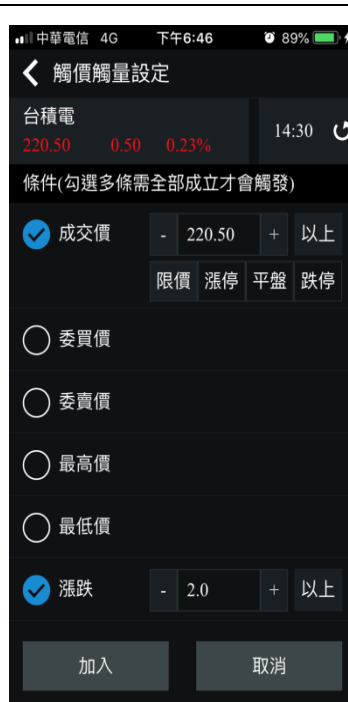 中華電信 4G 下午6:46 89%
觸價觸量設定
台積電
220.50 0.50 0.23% 14:30
條件(勾選多條需全部成立才會觸發)
成交價 - 220.50 + 以上
限價 漲停 平盤 跌停
委買價
委賣價
最高價
最低價
漲跌 - 2.0 + 以上
加入 取消